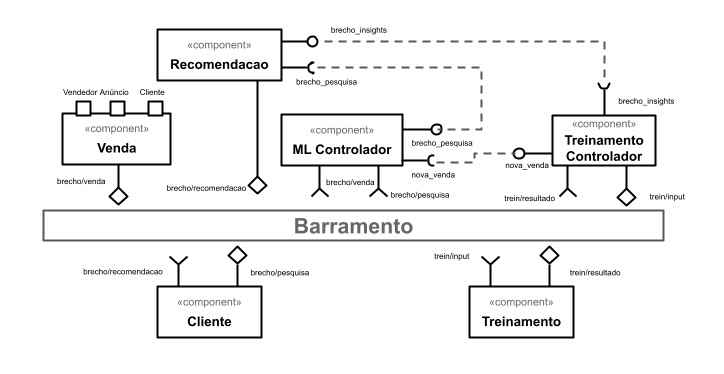 brecho_insights
«component»
Recomendacao
brecho_pesquisa
Vendedor
Anúncio
Cliente
brecho_insights
«component»
Venda
«component»
ML Controlador
brecho_pesquisa
«component»
Treinamento
Controlador
nova_venda
nova_venda
brecho/venda
brecho/recomendacao
brecho/venda
brecho/pesquisa
trein/resultado
trein/input
Barramento
brecho/recomendacao
brecho/pesquisa
trein/input
trein/resultado
«component»
Cliente
«component»
Treinamento